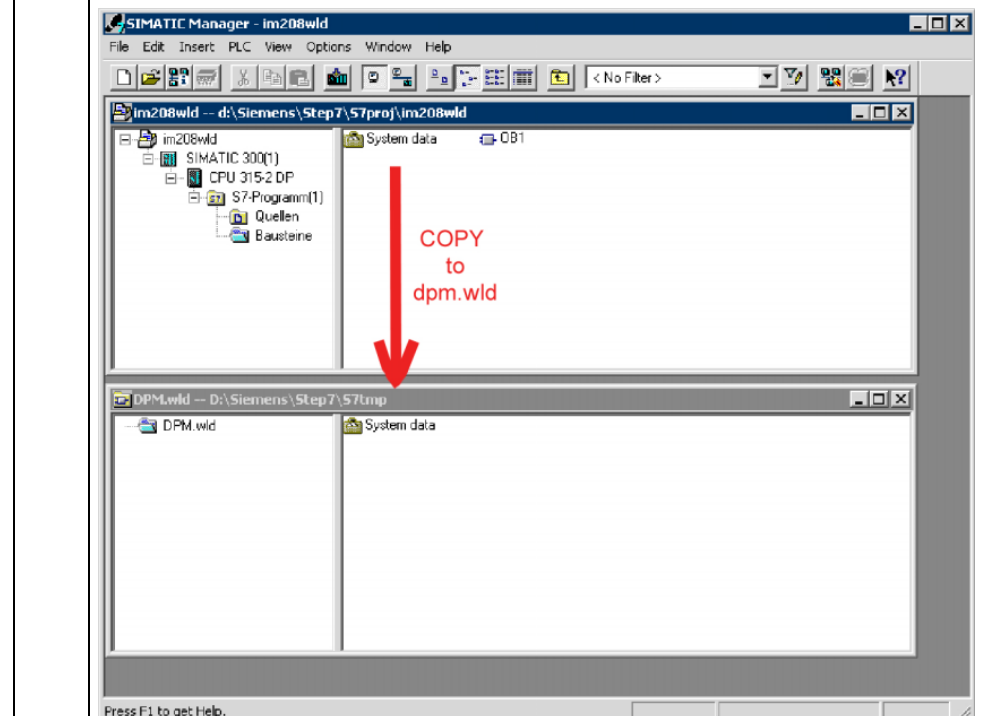 SIMATIC Manager - im208wld
File Edit Insert PLC View Options Window Help
< No Filter >
im208wld -- d:\Siemens\Step7\S7proj\im208wld
im208wld
SIMATIC 300(1)
CPU 315-2 DP
S7-Programm(1)
Quellen
Bausteine
System data OB1
COPY
to
dpm.wld
DPM.wld -- D:\Siemens\Step7\S7tmp
DPM.wld
System data
Press F1 to get Help.